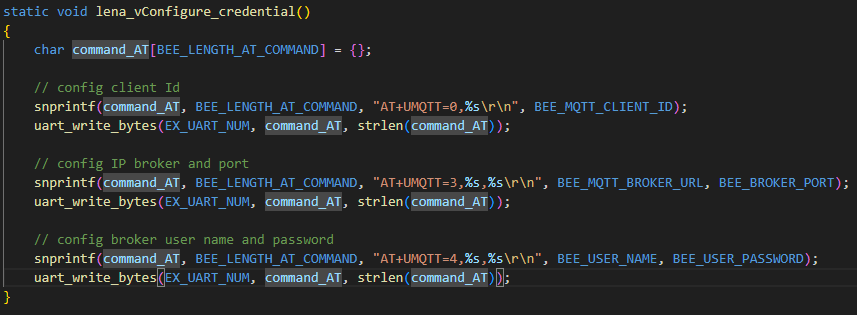 static void lena_vConfigure_credential()
{
    char command_AT[BEE_LENGTH_AT_COMMAND] = {};
    // config client Id
    snprintf(command_AT, BEE_LENGTH_AT_COMMAND, "AT+UMQTT=0,%s\r\n", BEE_MQTT_CLIENT_ID);
    uart_write_bytes(EX_UART_NUM, command_AT, strlen(command_AT));
    // config IP broker and port
    snprintf(command_AT, BEE_LENGTH_AT_COMMAND, "AT+UMQTT=3,%s,%s\r\n", BEE_MQTT_BROKER_URL, BEE_BROKER_PORT);
    uart_write_bytes(EX_UART_NUM, command_AT, strlen(command_AT));
    // config broker user name and password
    snprintf(command_AT, BEE_LENGTH_AT_COMMAND, "AT+UMQTT=4,%s,%s\r\n", BEE_USER_NAME, BEE_USER_PASSWORD);
    uart_write_bytes(EX_UART_NUM, command_AT, strlen(command_AT));
}